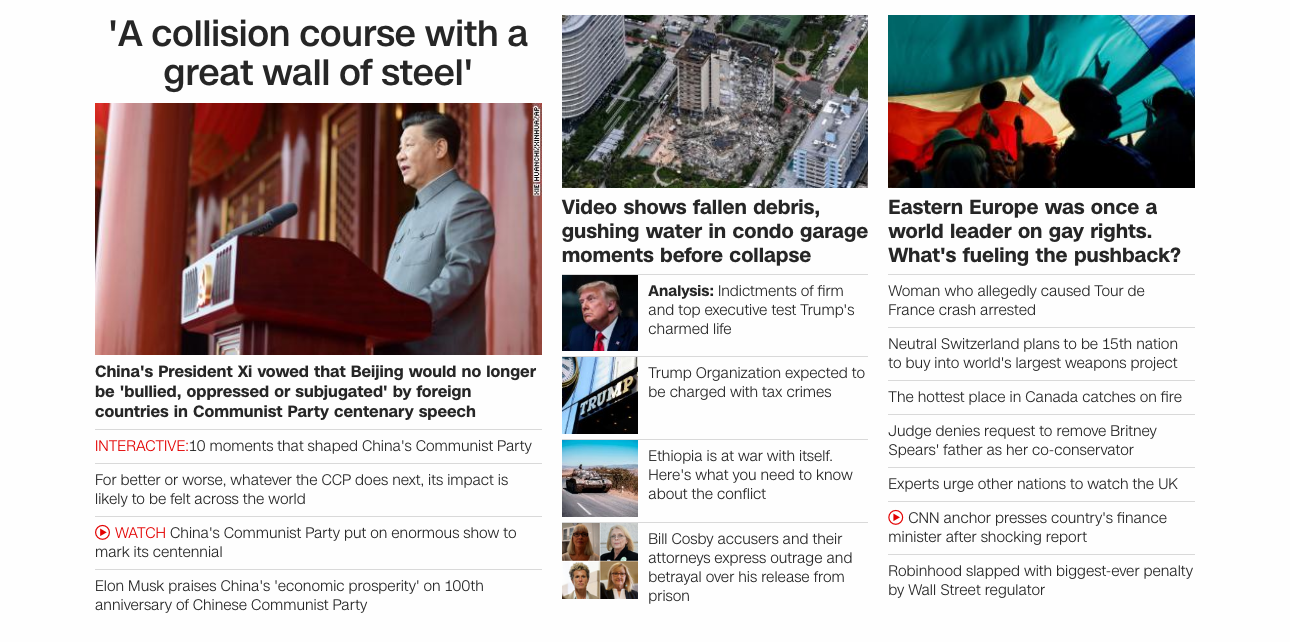 'A collision course with a
great wall of steel'
XIE HUANCHI/XINHUA/AP
China's President Xi vowed that Beijing would no longer
be 'bullied, oppressed or subjugated' by foreign
countries in Communist Party centenary speech
INTERACTIVE:10 moments that shaped China's Communist Party
For better or worse, whatever the CCP does next, its impact is
likely to be felt across the world
WATCH China's Communist Party put on enormous show to
mark its centennial
Elon Musk praises China's 'economic prosperity' on 100th
anniversary of Chinese Communist Party
Video shows fallen debris,
gushing water in condo garage
moments before collapse
Analysis: Indictments of firm
and top executive test Trump's
charmed life
TRUMP
Trump Organization expected to
be charged with tax crimes
Ethiopia is at war with itself.
Here's what you need to know
about the conflict
Bill Cosby accusers and their
attorneys express outrage and
betrayal over his release from
prison
Eastern Europe was once a
world leader on gay rights.
What's fueling the pushback?
Woman who allegedly caused Tour de
France crash arrested
Neutral Switzerland plans to be 15th nation
to buy into world's largest weapons project
The hottest place in Canada catches on fire
Judge denies request to remove Britney
Spears' father as her co-conservator
Experts urge other nations to watch the UK
CNN anchor presses country's finance
minister after shocking report
Robinhood slapped with biggest-ever penalty
by Wall Street regulator